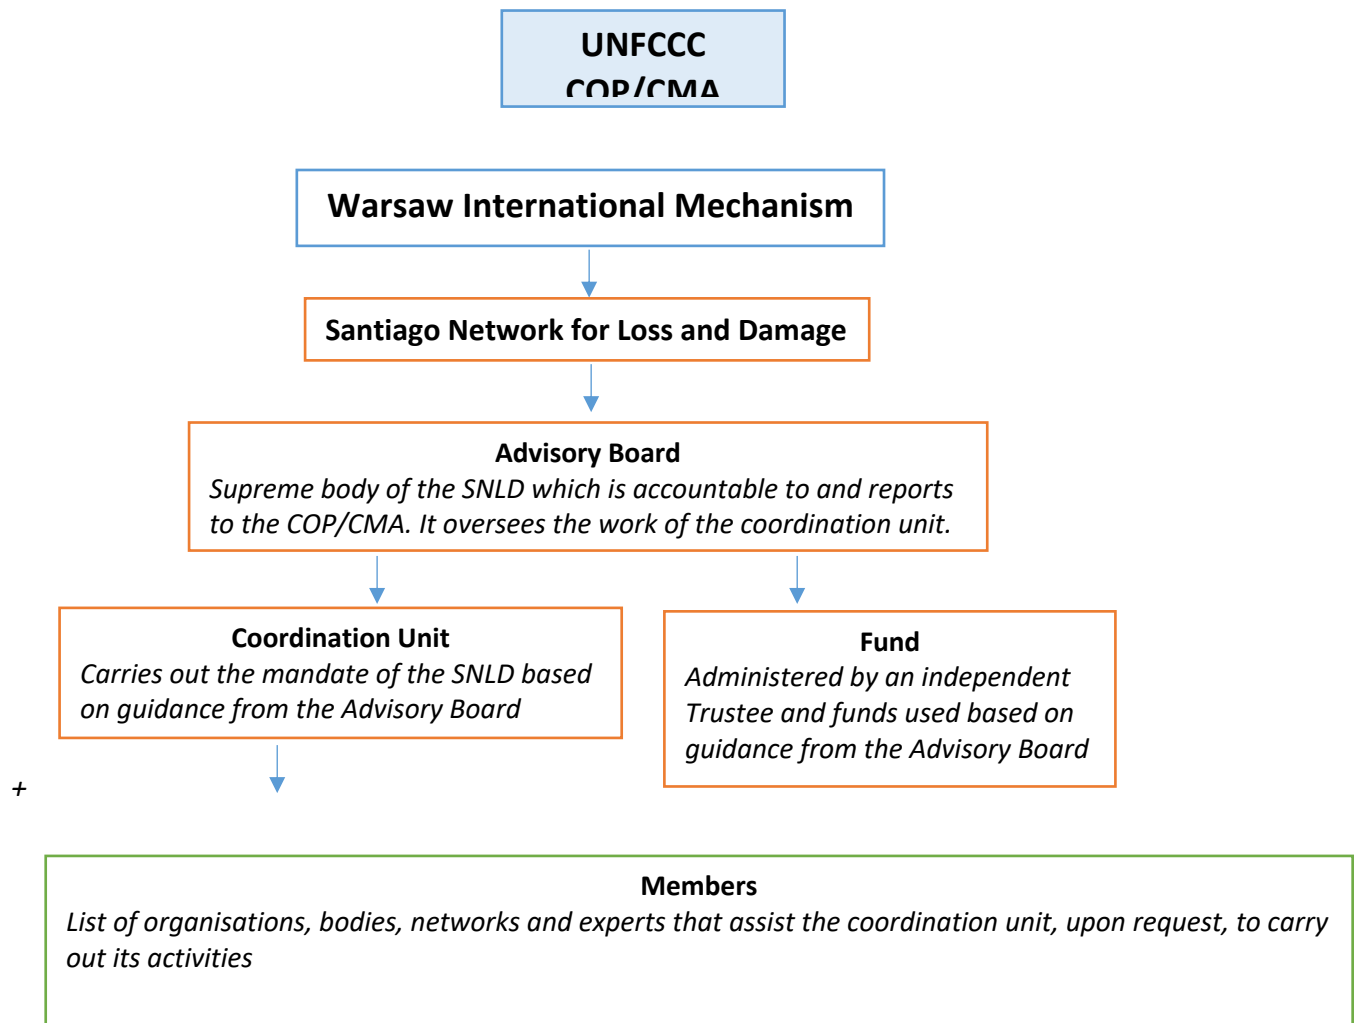 UNFCCC
COP/CMA
Warsaw International Mechanism
Santiago Network for Loss and Damage
Advisory Board
Supreme body of the SNLD which is accountable to and reports
to the COP/CMA. It oversees the work of the coordination unit.
Coordination Unit
Carries out the mandate of the SNLD based
on guidance from the Advisory Board
Fund
Administered by an independent
Trustee and funds used based on
guidance from the Advisory Board
+
Members
List of organisations, bodies, networks and experts that assist the coordination unit, upon request, to carry
out its activities